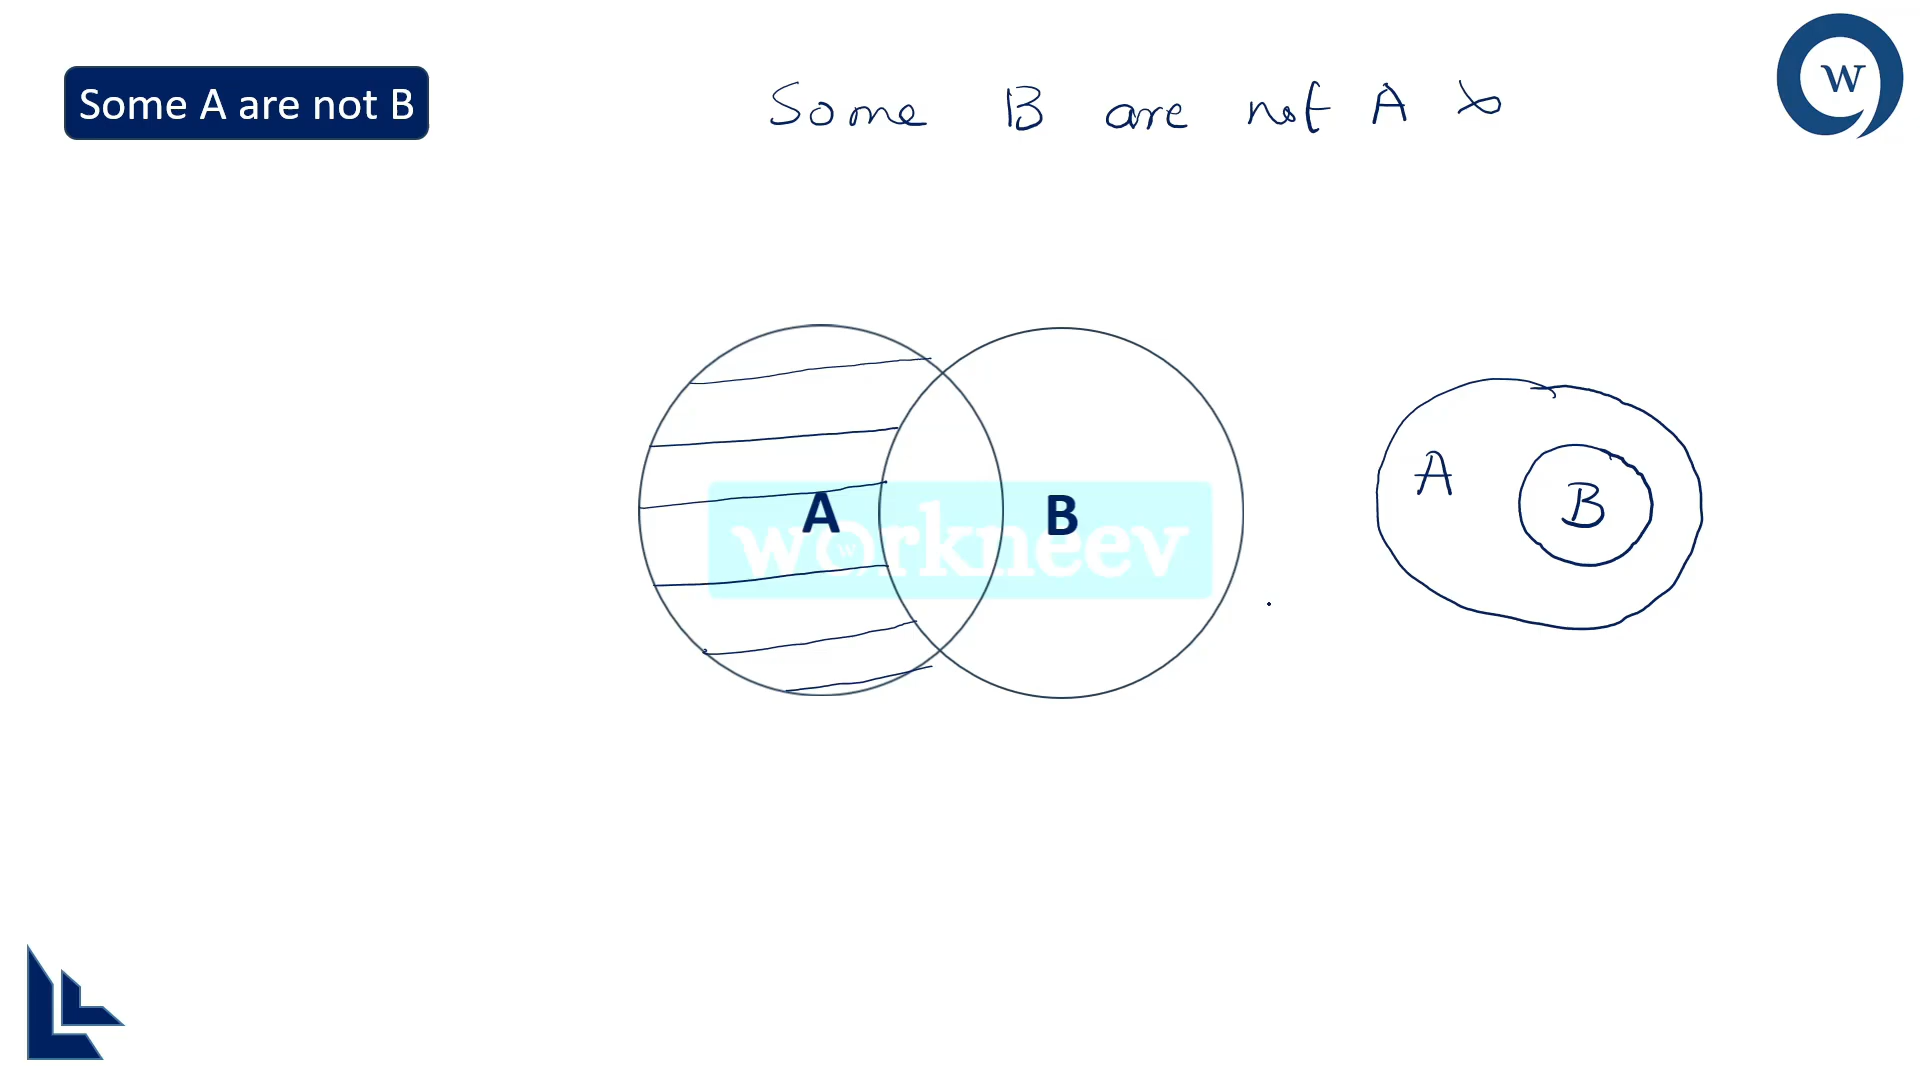 Some A are not B
Some B are not A ×
W
A
B
workneev
w
A
B